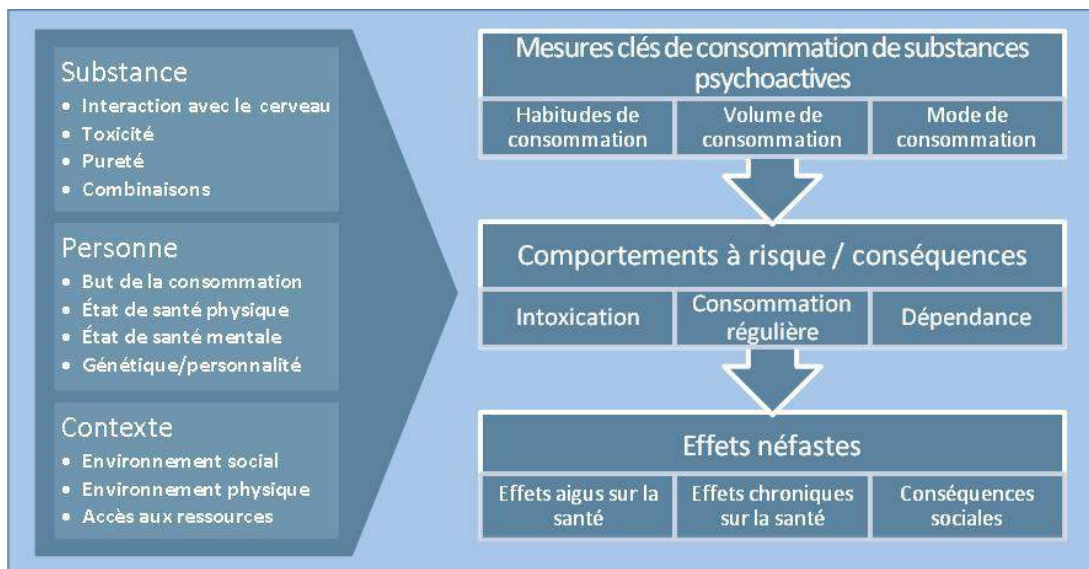 Substance
• Interaction avec le cerveau
• Toxicité
• Pureté
• Combinaisons
Personne
• But de la consommation
• État de santé physique
• État de santé mentale
• Génétique/personnalité
Contexte
• Environnement social
• Environnement physique
• Accès aux ressources
Mesures clés de consommation de substances
psychoactives
Habitudes de
consommation
Volume de
consommation
Mode de
consommation
Comportements à risque / conséquences
Intoxication
Consommation
régulière
Dépendance
Effets néfastes
Effets aigus sur la
santé
Effets chroniques
sur la santé
Conséquences
sociales